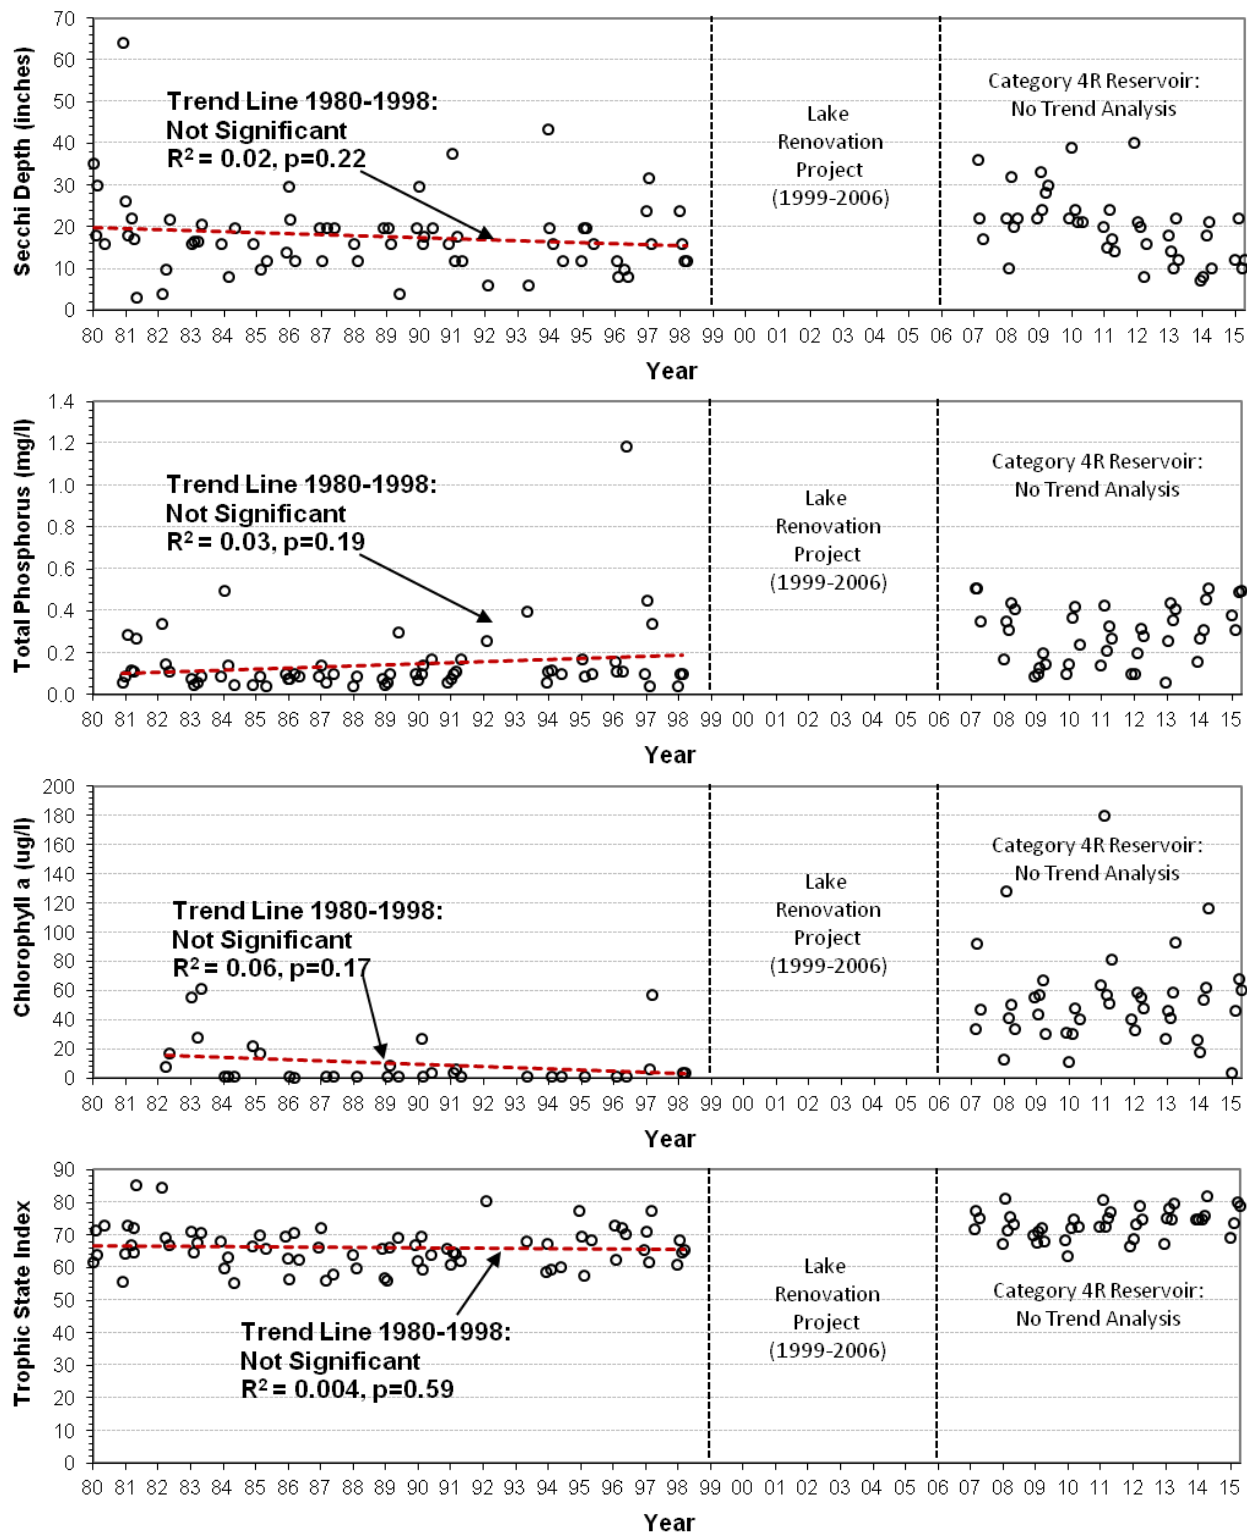 70
60
50
40
30
20
10
0
Secchi Depth (inches)
Trend Line 1980-1998:
Not Significant
R² = 0.02, p=0.22
Lake
Renovation
Project
(1999-2006)
Category 4R Reservoir:
No Trend Analysis
80 81 82 83 84 85 86 87 88 89 90 91 92 93 94 95 96 97 98 99 00 01 02 03 04 05 06 07 08 09 10 11 12 13 14 15
Year
1.4
1.2
1.0
0.8
0.6
0.4
0.2
0.0
Total Phosphorus (mg/l)
Trend Line 1980-1998:
Not Significant
R² = 0.03, p=0.19
Lake
Renovation
Project
(1999-2006)
Category 4R Reservoir:
No Trend Analysis
80 81 82 83 84 85 86 87 88 89 90 91 92 93 94 95 96 97 98 99 00 01 02 03 04 05 06 07 08 09 10 11 12 13 14 15
Year
200
180
160
140
120
100
80
60
40
20
0
Chlorophyll a (ug/l)
Trend Line 1980-1998:
Not Significant
R² = 0.06, p=0.17
Lake
Renovation
Project
(1999-2006)
Category 4R Reservoir:
No Trend Analysis
80 81 82 83 84 85 86 87 88 89 90 91 92 93 94 95 96 97 98 99 00 01 02 03 04 05 06 07 08 09 10 11 12 13 14 15
Year
90
80
70
60
50
40
30
20
10
0
Trophic State Index
Trend Line 1980-1998:
Not Significant
R² = 0.004, p=0.59
Lake
Renovation
Project
(1999-2006)
Category 4R Reservoir:
No Trend Analysis
80 81 82 83 84 85 86 87 88 89 90 91 92 93 94 95 96 97 98 99 00 01 02 03 04 05 06 07 08 09 10 11 12 13 14 15
Year